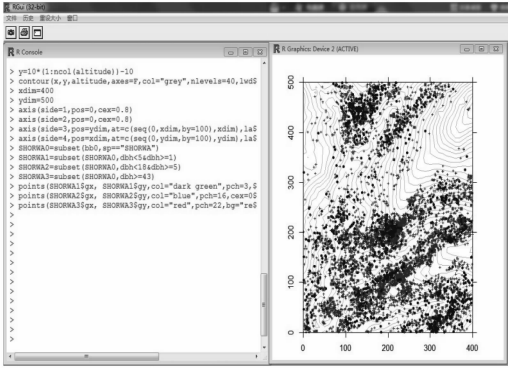 RGui (32-bit)
文件 历史 重设大小 窗口
R Console
> y=10*(1:ncol(altitude))-10
> contour(x,y,altitude,axes=F,col="grey",nlevels=40,lwd$
> xdim=400
> ydim=500
> axis(side=1,pos=0,cex=0.8)
> axis(side=2,pos=0,cex=0.8)
> axis(side=3,pos=ydim,at=c(seq(0,xdim,by=100),xdim),la$
> axis(side=4,pos=xdim,at=c(seq(0,ydim,by=100),ydim),la$
> SHORWA0=subset(bb0,sp=="SHORWA")
> SHORWA1=subset(SHORWA0,dbh<5&dbh>=1)
> SHORWA2=subset(SHORWA0,dbh<18&dbh>=5)
> SHORWA3=subset(SHORWA0,dbh>=43)
> points(SHORWA1$gx, SHORWA1$gy,col="dark green",pch=3,$
> points(SHORWA2$gx, SHORWA2$gy,col="blue",pch=16,cex=0$
> points(SHORWA3$gx, SHORWA3$gy,col="red",pch=22,bg="re$
>
>
>
>
>
>
>
>
>
>
>
>
>
R Graphics: Device 2 (ACTIVE)
500
400
300
200
100
0
0 100 200 300 400